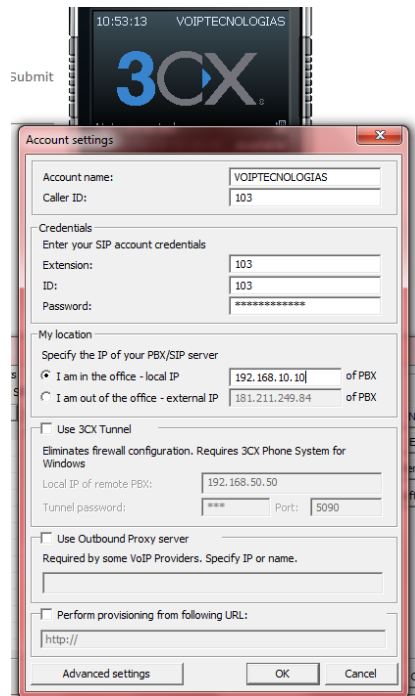 10:53:13 VOIPTECNOLOGIAS
Submit
3CX
Account settings
Account name: VOIPTECNOLOGIAS
Caller ID: 103
Credentials
Enter your SIP account credentials
Extension: 103
ID: 103
Password: ************
My location
Specify the IP of your PBX/SIP server
I am in the office - local IP 192.168.10.10 of PBX
I am out of the office - external IP 181.211.249.84 of PBX
Use 3CX Tunnel
Eliminates firewall configuration. Requires 3CX Phone System for
Windows
Local IP of remote PBX: 192.168.50.50
Tunnel password: *** Port: 5090
Use Outbound Proxy server
Required by some VoIP Providers. Specify IP or name.
Perform provisioning from following URL:
http://
Advanced settings OK Cancel